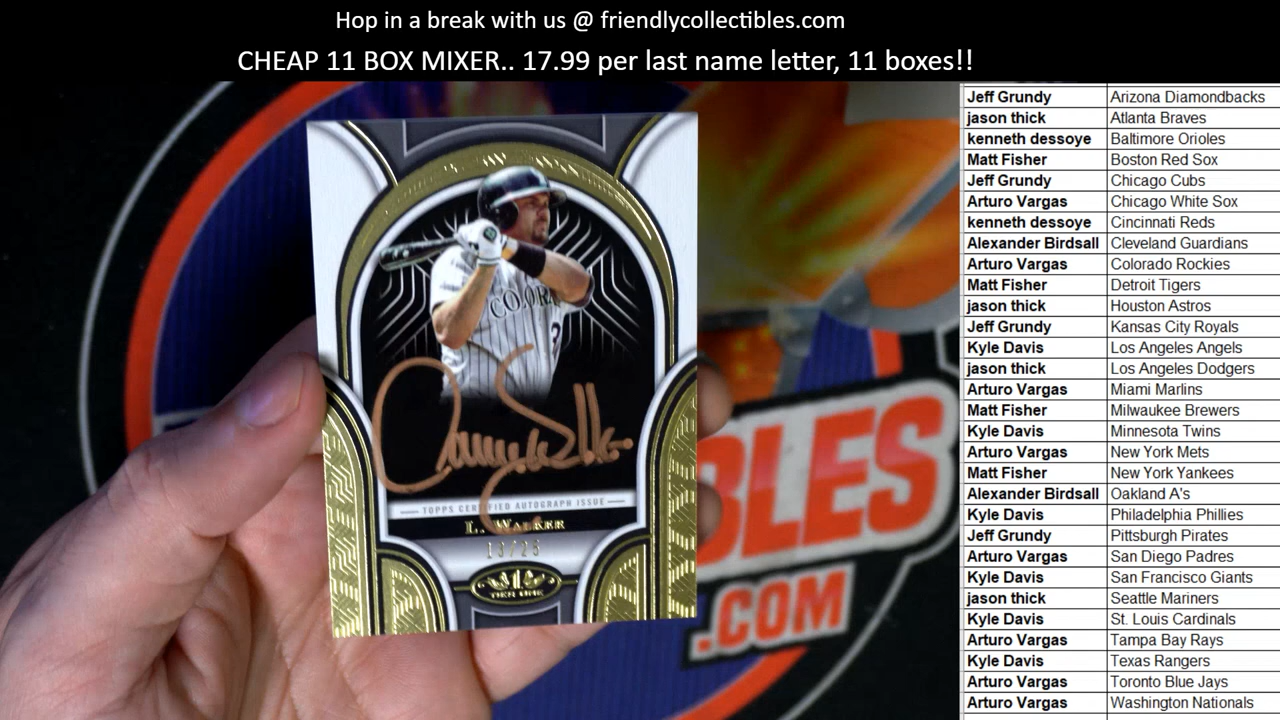 Hop in a break with us @ friendlycollectibles.com
CHEAP 11 BOX MIXER.. 17.99 per last name letter, 11 boxes!!
COLOR
TOPPS CERTIFIED AUTOGRAPH ISSUE
L. WALKER
13/25
TIER ONE
BLES
.COM
Jeff Grundy Arizona Diamondbacks
jason thick Atlanta Braves
kenneth dessoye Baltimore Orioles
Matt Fisher Boston Red Sox
Jeff Grundy Chicago Cubs
Arturo Vargas Chicago White Sox
kenneth dessoye Cincinnati Reds
Alexander Birdsall Cleveland Guardians
Arturo Vargas Colorado Rockies
Matt Fisher Detroit Tigers
jason thick Houston Astros
Jeff Grundy Kansas City Royals
Kyle Davis Los Angeles Angels
jason thick Los Angeles Dodgers
Arturo Vargas Miami Marlins
Matt Fisher Milwaukee Brewers
Kyle Davis Minnesota Twins
Arturo Vargas New York Mets
Matt Fisher New York Yankees
Alexander Birdsall Oakland A's
Kyle Davis Philadelphia Phillies
Jeff Grundy Pittsburgh Pirates
Arturo Vargas San Diego Padres
Kyle Davis San Francisco Giants
jason thick Seattle Mariners
Kyle Davis St. Louis Cardinals
Arturo Vargas Tampa Bay Rays
Kyle Davis Texas Rangers
Arturo Vargas Toronto Blue Jays
Arturo Vargas Washington Nationals